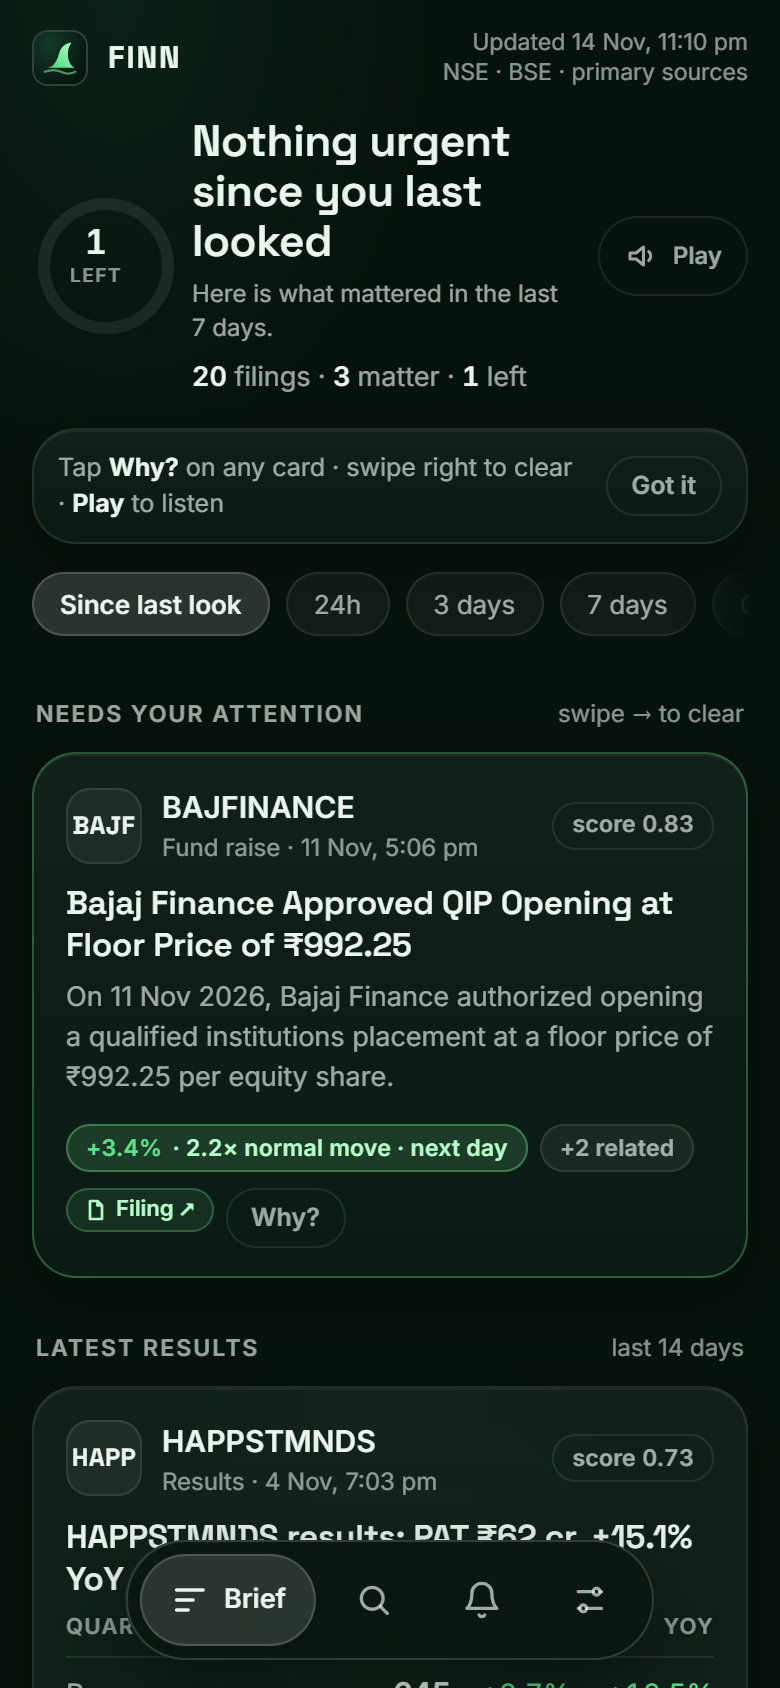 FINN
Updated 14 Nov, 11:10 pm
NSE · BSE · primary sources
Nothing urgent
since you last
looked
1
LEFT
Play
Here is what mattered in the last
7 days.
20 filings · 3 matter · 1 left
Tap Why? on any card · swipe right to clear
· Play to listen
Got it
Since last look
24h
3 days
7 days
NEEDS YOUR ATTENTION
swipe → to clear
BAJF
BAJFINANCE
Fund raise · 11 Nov, 5:06 pm
score 0.83
Bajaj Finance Approved QIP Opening at
Floor Price of ₹992.25
On 11 Nov 2026, Bajaj Finance authorized opening
a qualified institutions placement at a floor price of
₹992.25 per equity share.
+3.4% · 2.2× normal move · next day
+2 related
Filing ↗
Why?
LATEST RESULTS
last 14 days
HAPP
HAPPSTMNDS
Results · 4 Nov, 7:03 pm
score 0.73
HAPPSTMNDS results: PAT ₹62 cr, +15.1%
YoY
YOY
Brief